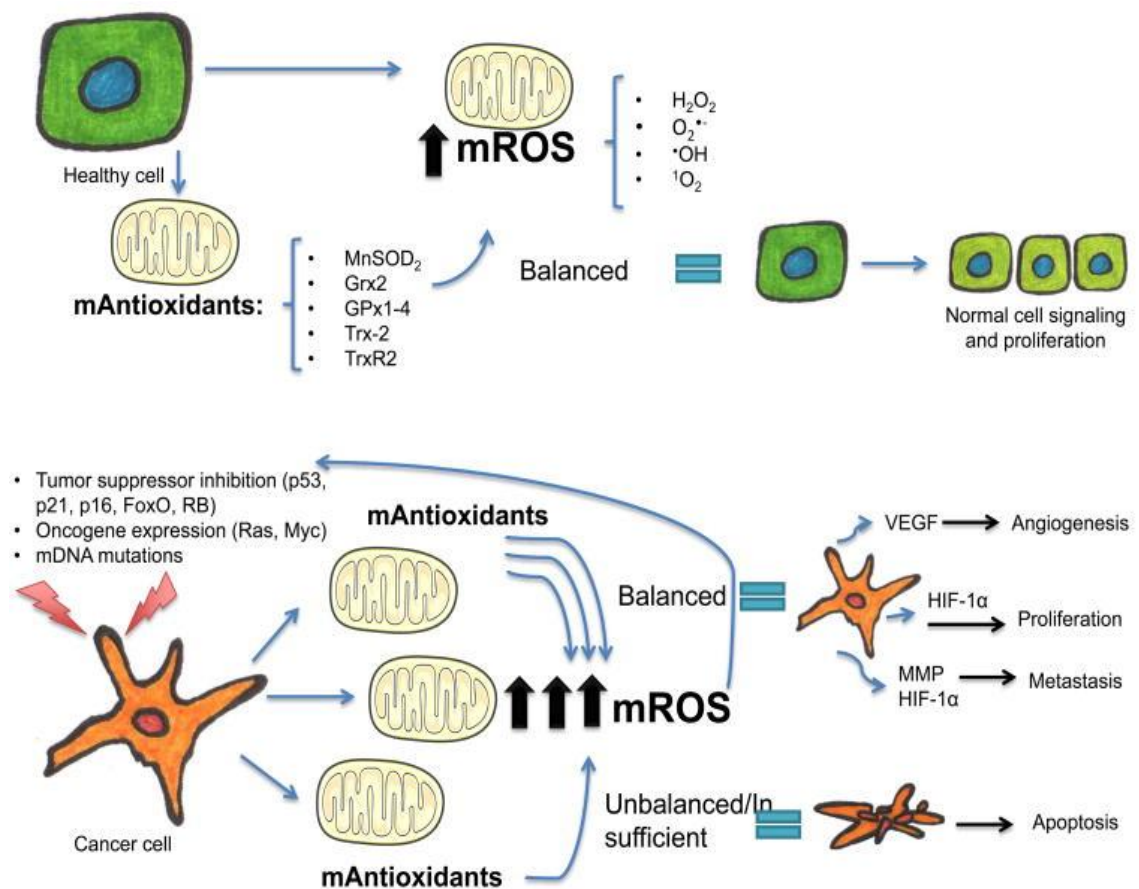 Healthy cell
mROS
• H₂O₂
• O₂•-
• •OH
• ¹O₂
mAntioxidants:
• MnSOD₂
• Grx2
• GPx1-4
• Trx-2
• TrxR2
Balanced
Normal cell signaling
and proliferation
• Tumor suppressor inhibition (p53,
p21, p16, FoxO, RB)
• Oncogene expression (Ras, Myc)
• mDNA mutations
Cancer cell
mAntioxidants
mROS
mAntioxidants
Balanced
VEGF
Angiogenesis
HIF-1α
Proliferation
MMP
HIF-1α
Metastasis
Unbalanced/In
sufficient
Apoptosis